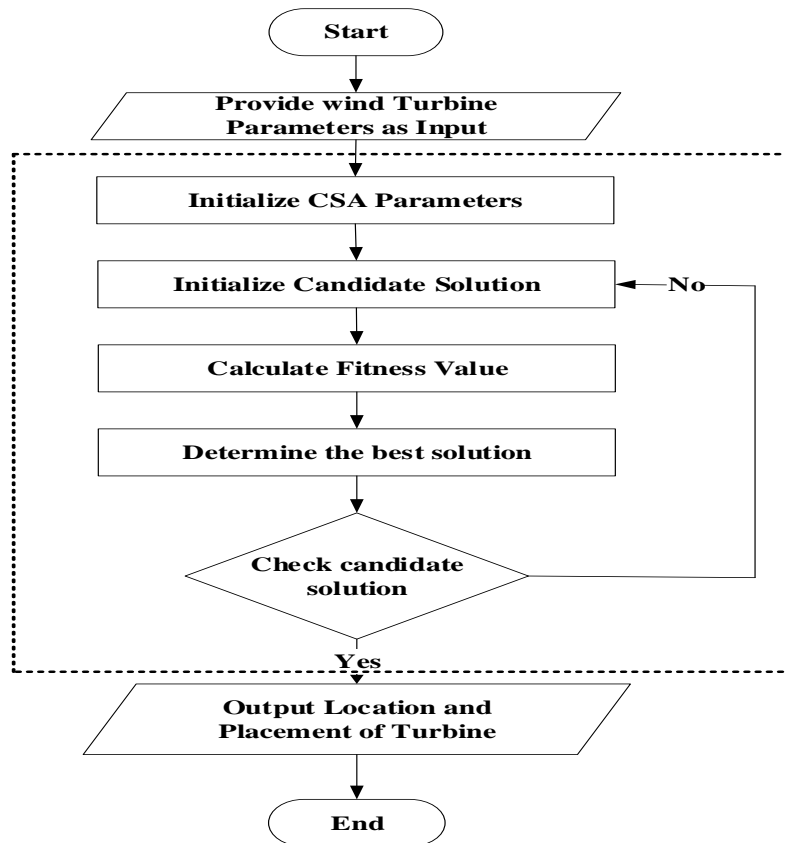 Start
Provide wind Turbine
Parameters as Input
Initialize CSA Parameters
Initialize Candidate Solution
No
Calculate Fitness Value
Determine the best solution
Check candidate
solution
Yes
Output Location and
Placement of Turbine
End